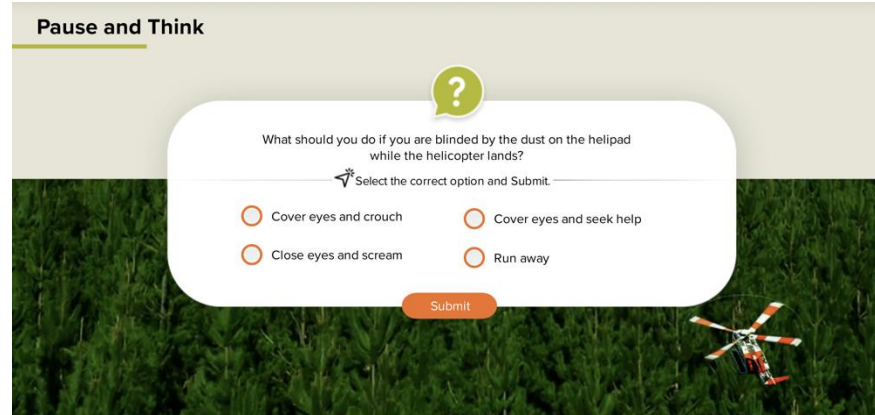 Pause and Think
?
What should you do if you are blinded by the dust on the helipad
while the helicopter lands?
Select the correct option and Submit.
Cover eyes and crouch
Cover eyes and seek help
Close eyes and scream
Run away
Submit